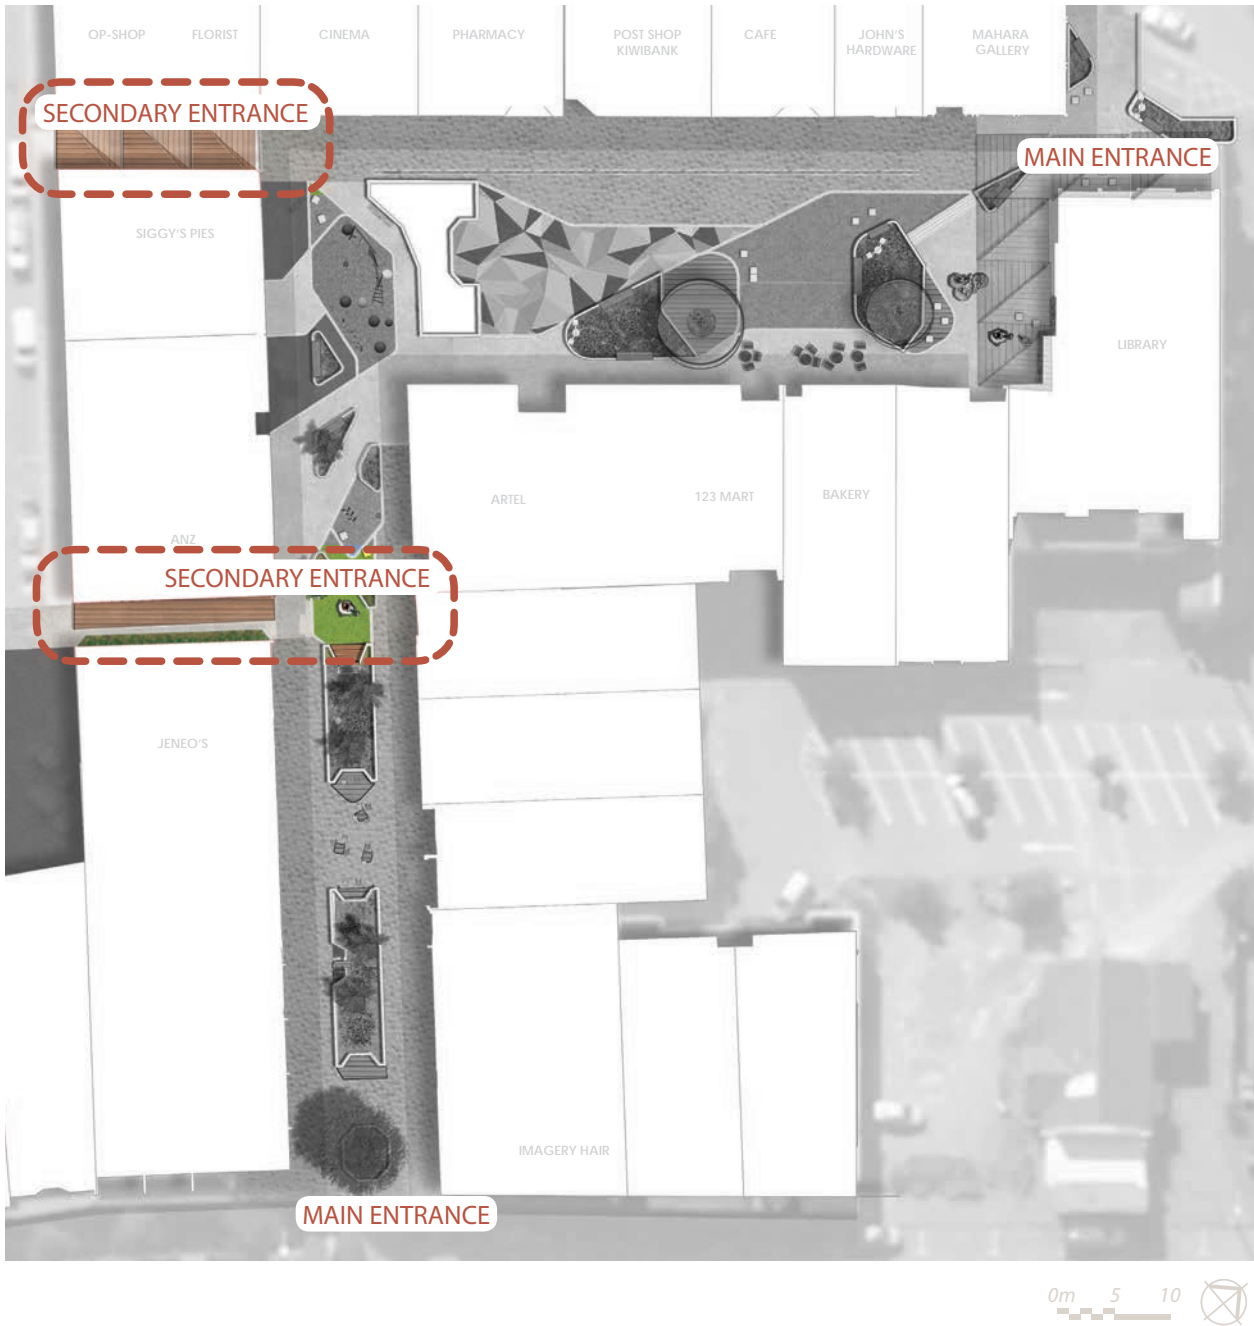 OP-SHOP
FLORIST
CINEMA
PHARMACY
POST SHOP
KIWIBANK
CAFE
JOHN'S
HARDWARE
MAHARA
GALLERY
SECONDARY ENTRANCE
MAIN ENTRANCE
SIGGY'S PIES
LIBRARY
ARTEL
123 MART
BAKERY
ANZ
SECONDARY ENTRANCE
JENEO'S
IMAGERY HAIR
MAIN ENTRANCE
0m 5 10